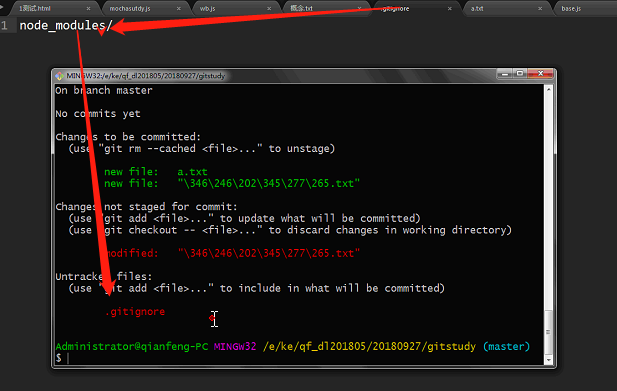 1测试.html mochasutdy.js wb.js 概念.txt .gitignore a.txt base.js
1 node_modules/
MINGW32:/e/ke/qf_dl201805/20180927/gitstudy
On branch master
No commits yet
Changes to be committed:
(use "git rm --cached <file>..." to unstage)
new file: a.txt
new file: "\346\246\202\345\277\265.txt"
Changes not staged for commit:
(use "git add <file>..." to update what will be committed)
(use "git checkout -- <file>..." to discard changes in working directory)
modified: "\346\246\202\345\277\265.txt"
Untracked files:
(use "git add <file>..." to include in what will be committed)
.gitignore
Administrator@qianfeng-PC MINGW32 /e/ke/qf_dl201805/20180927/gitstudy (master)
$